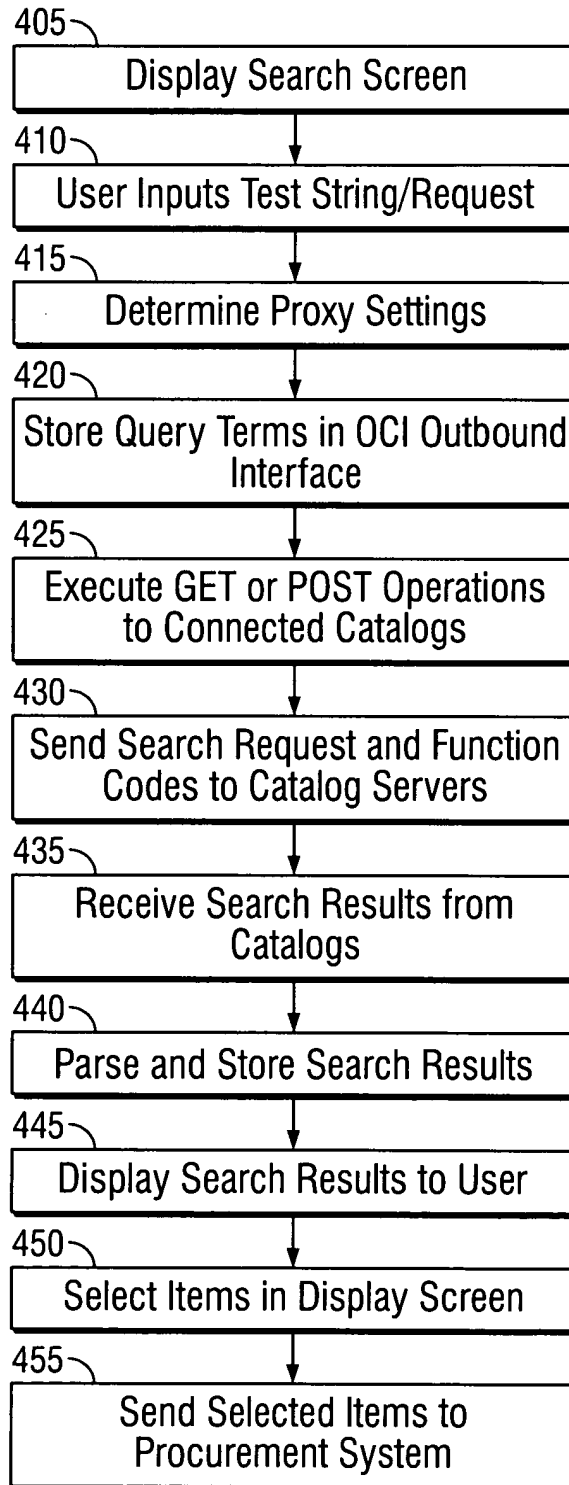 405
Display Search Screen
410
User Inputs Test String/Request
415
Determine Proxy Settings
420
Store Query Terms in OCI Outbound
Interface
425
Execute GET or POST Operations
to Connected Catalogs
430
Send Search Request and Function
Codes to Catalog Servers
435
Receive Search Results from
Catalogs
440
Parse and Store Search Results
445
Display Search Results to User
450
Select Items in Display Screen
455
Send Selected Items to
Procurement System